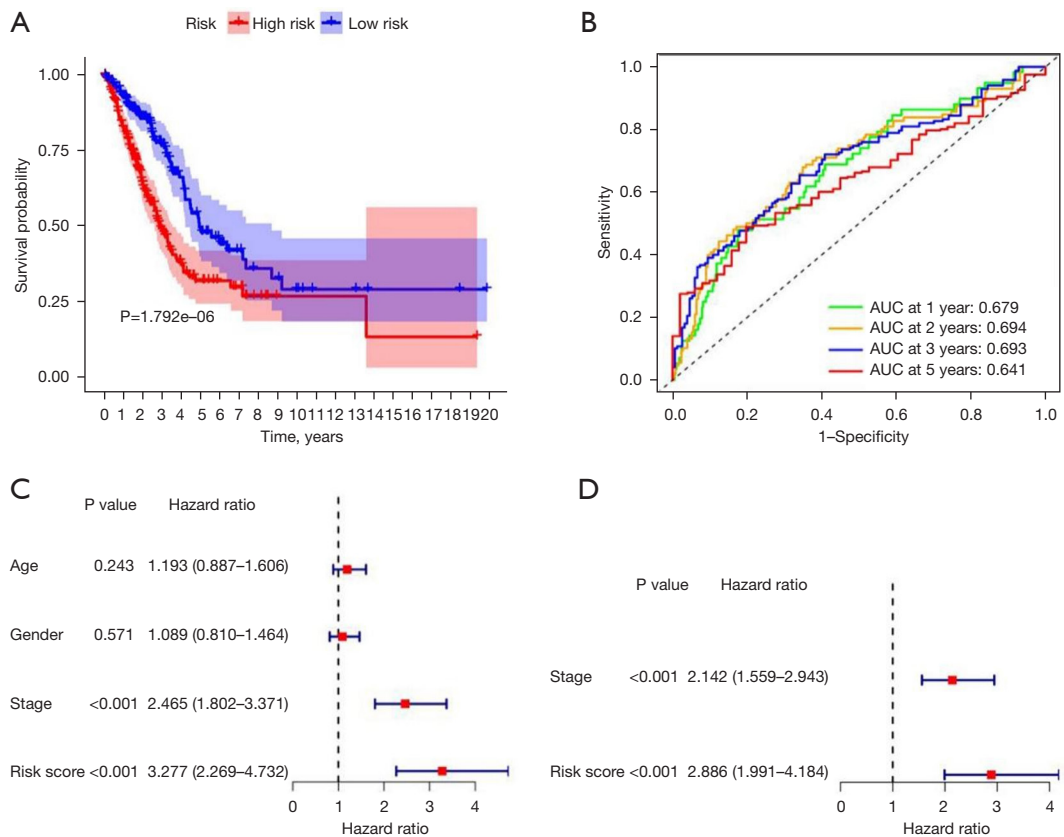 A
Risk High risk Low risk
Survival probability
1.00
0.75
0.50
0.25
0.00
P=1.792e–06
0 1 2 3 4 5 6 7 8 9 10 11 12 13 14 15 16 17 18 19 20
Time, years
B
Sensitivity
1.0
0.8
0.6
0.4
0.2
0.0
AUC at 1 year: 0.679
AUC at 2 years: 0.694
AUC at 3 years: 0.693
AUC at 5 years: 0.641
0.0 0.2 0.4 0.6 0.8 1.0
1–Specificity
C
P value Hazard ratio
Age 0.243 1.193 (0.887–1.606)
Gender 0.571 1.089 (0.810–1.464)
Stage <0.001 2.465 (1.802–3.371)
Risk score <0.001 3.277 (2.269–4.732)
0 1 2 3 4
Hazard ratio
D
P value Hazard ratio
Stage <0.001 2.142 (1.559–2.943)
Risk score <0.001 2.886 (1.991–4.184)
0 1 2 3 4
Hazard ratio